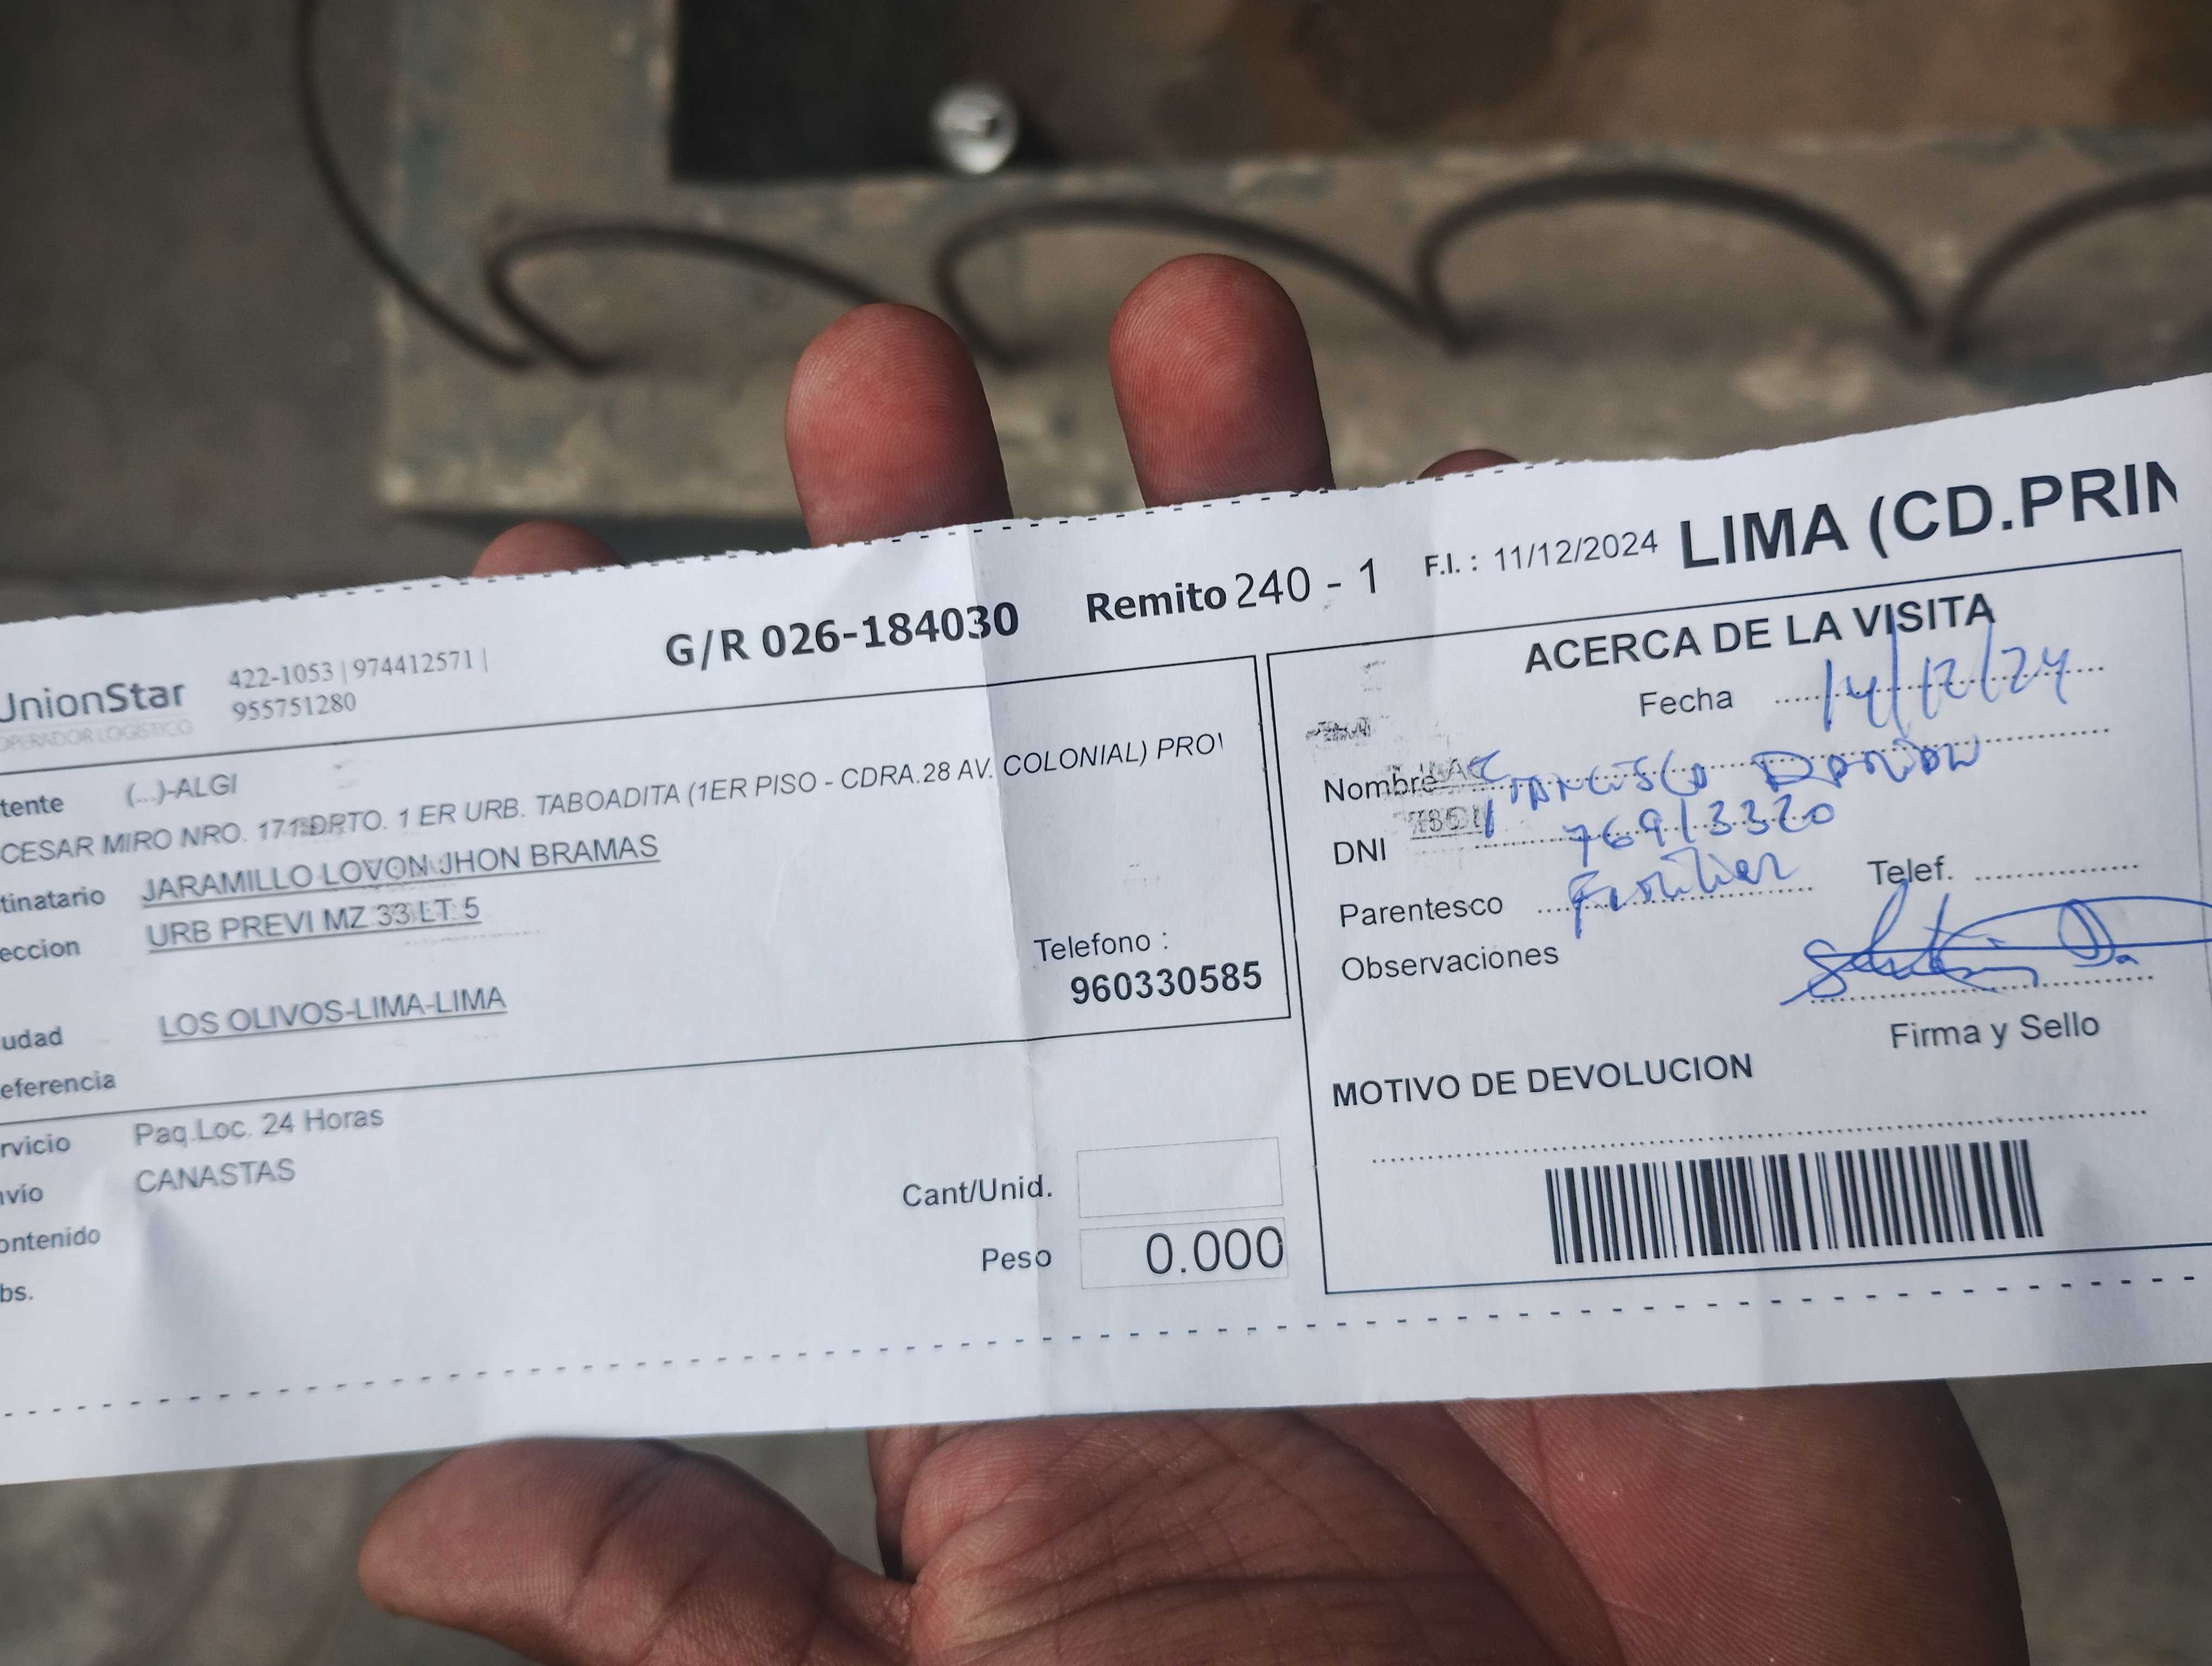 G/R 026-184030 Remito 240 - 1 F.I. : 11/12/2024 LIMA (CD.PRIN
UnionStar 422-1053 | 974412571 |
955751280
OPERADOR LOGISTICO
tente (...)-ALGI
CESAR MIRO NRO. 171 DPTO. 1 ER URB. TABOADITA (1ER PISO - CDRA.28 AV. COLONIAL) PRO
tinatario JARAMILLO LOVON JHON BRAMAS
eccion URB PREVI MZ 33 LT 5
Telefono :
960330585
udad LOS OLIVOS-LIMA-LIMA
eferencia
rvicio Paq.Loc. 24 Horas
nvío CANASTAS
ontenido
bs.
Cant/Unid.
Peso 0.000
ACERCA DE LA VISITA
Fecha 14/12/24
Nombre
DNI 76913320
Parentesco Telef.
Observaciones
Firma y Sello
MOTIVO DE DEVOLUCION